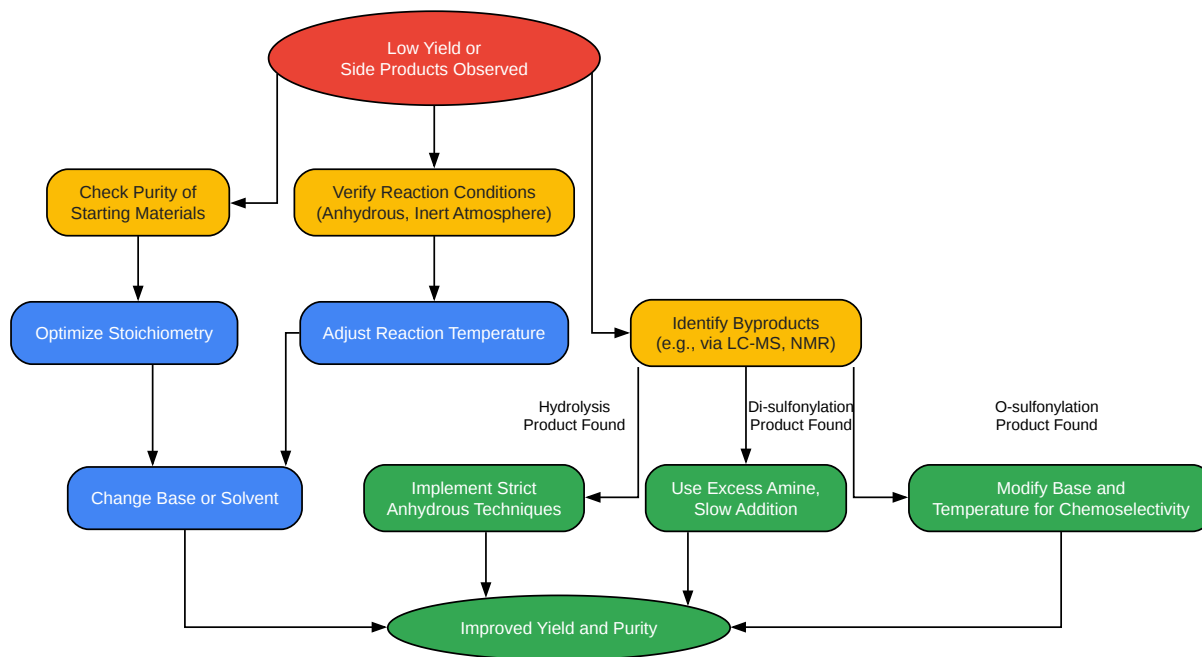 Low Yield or
Side Products Observed
Check Purity of
Starting Materials
Verify Reaction Conditions
(Anhydrous, Inert Atmosphere)
Optimize Stoichiometry
Adjust Reaction Temperature
Identify Byproducts
(e.g., via LC-MS, NMR)
Hydrolysis
Product Found
Di-sulfonylation
Product Found
O-sulfonylation
Product Found
Change Base or Solvent
Implement Strict
Anhydrous Techniques
Use Excess Amine,
Slow Addition
Modify Base and
Temperature for Chemoselectivity
Improved Yield and Purity